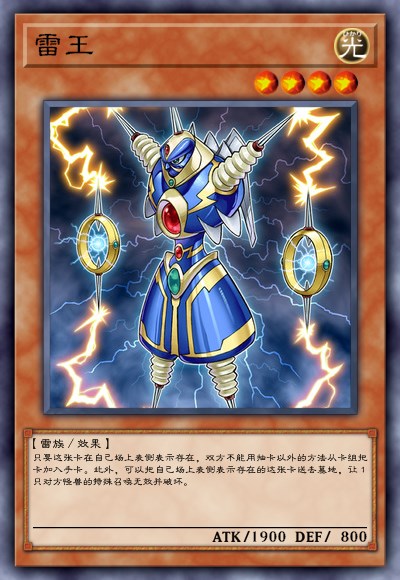 雷王
ひかり
光
【雷族／效果】
只要这张卡在自己场上表侧表示存在，双方不能用抽卡以外的方法从卡组把
卡加入手卡。此外，可以把自己场上表侧表示存在的这张卡送去墓地，让１
只对方怪兽的特殊召唤无效并破坏。
ATK/1900 DEF/ 800